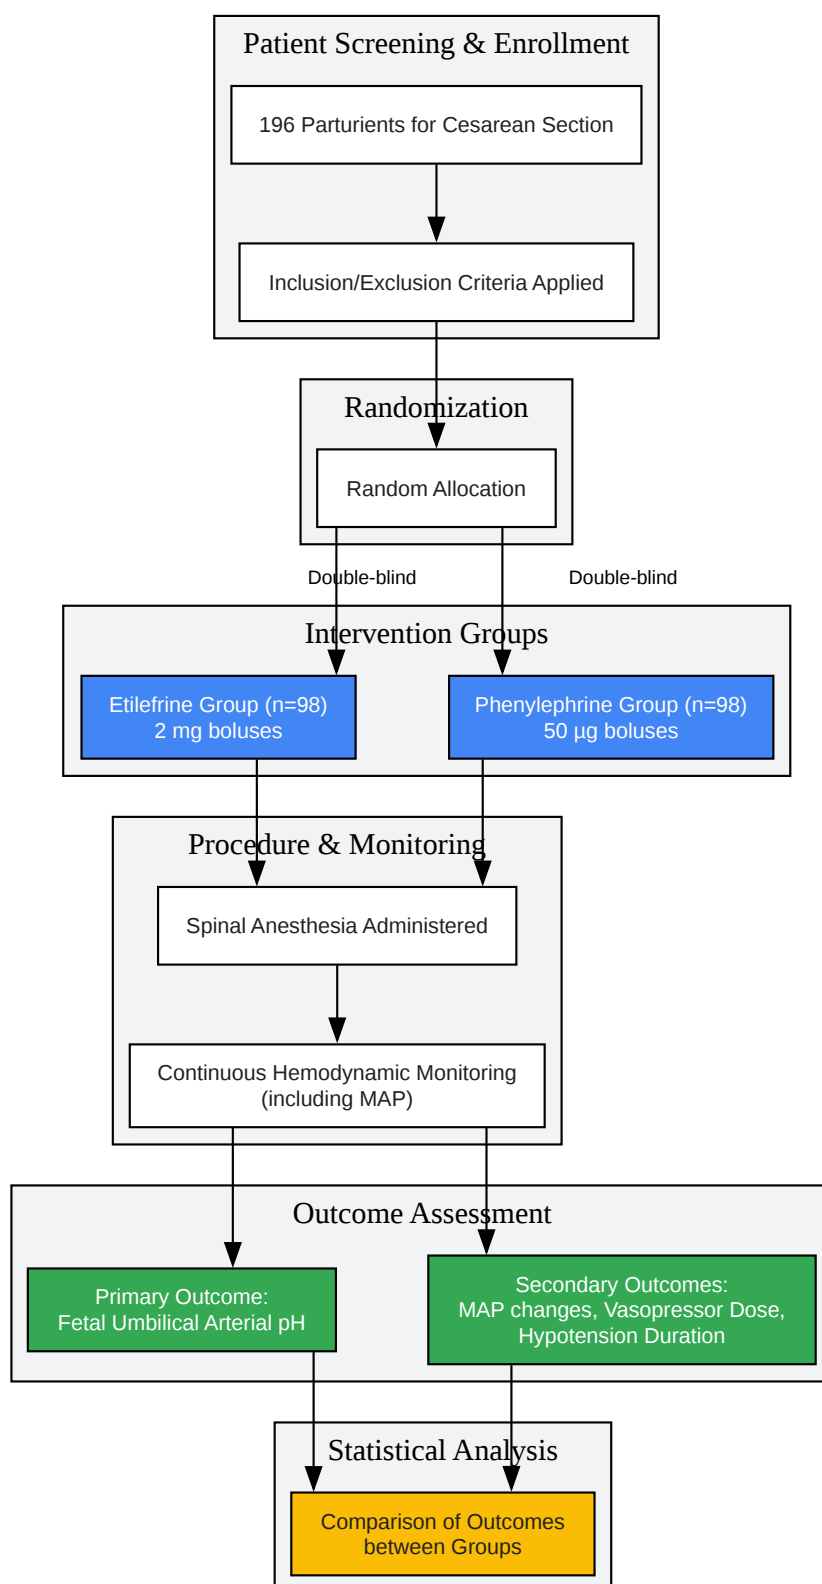 Patient Screening & Enrollment
196 Parturients for Cesarean Section
Inclusion/Exclusion Criteria Applied
Randomization
Random Allocation
Double-blind
Double-blind
Intervention Groups
Etilefrine Group (n=98)
2 mg boluses
Phenylephrine Group (n=98)
50 µg boluses
Procedure & Monitoring
Spinal Anesthesia Administered
Continuous Hemodynamic Monitoring
(including MAP)
Outcome Assessment
Primary Outcome:
Fetal Umbilical Arterial pH
Secondary Outcomes:
MAP changes, Vasopressor Dose,
Hypotension Duration
Statistical Analysis
Comparison of Outcomes
between Groups